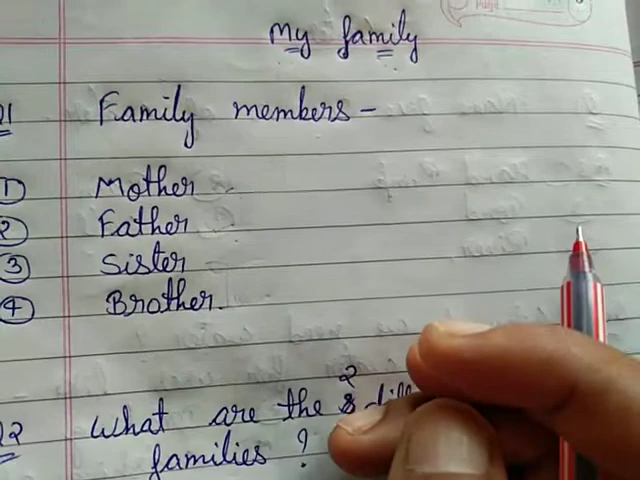 My family
Q1 Family members -
1 Mother
2 Father
3 Sister
4 Brother.
Q2 What are the 2
families ?